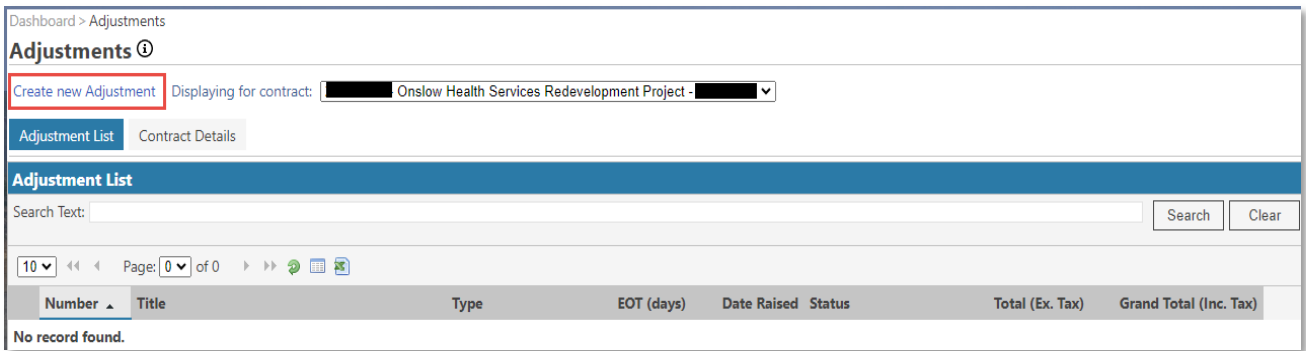 Dashboard > Adjustments
Adjustments
Create new Adjustment Displaying for contract: - Onslow Health Services Redevelopment Project -
Adjustment List Contract Details
Adjustment List
Search Text: Search Clear
10 Page: 0 of 0
Number Title Type EOT (days) Date Raised Status Total (Ex. Tax) Grand Total (Inc. Tax)
No record found.